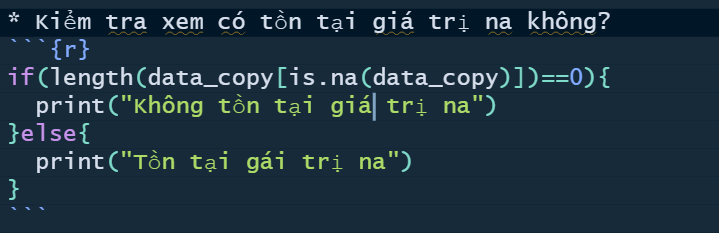 * Kiểm tra xem có tồn tại giá trị na không?
```{r}
if(length(data_copy[is.na(data_copy)])==0){
  print("Không tồn tại giá trị na")
}else{
  print("Tồn tại gái trị na")
}
```